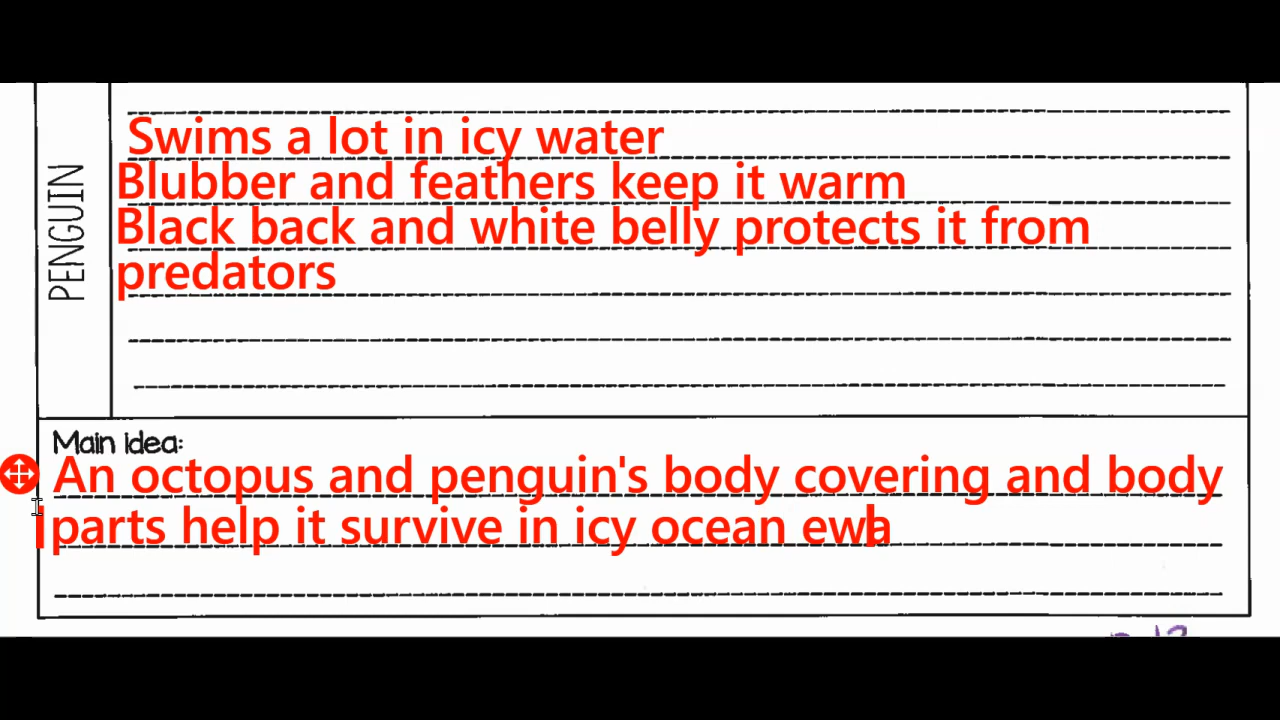 PENGUIN
Swims a lot in icy water
Blubber and feathers keep it warm
Black back and white belly protects it from
predators
Main idea:
An octopus and penguin's body covering and body
parts help it survive in icy ocean ewa